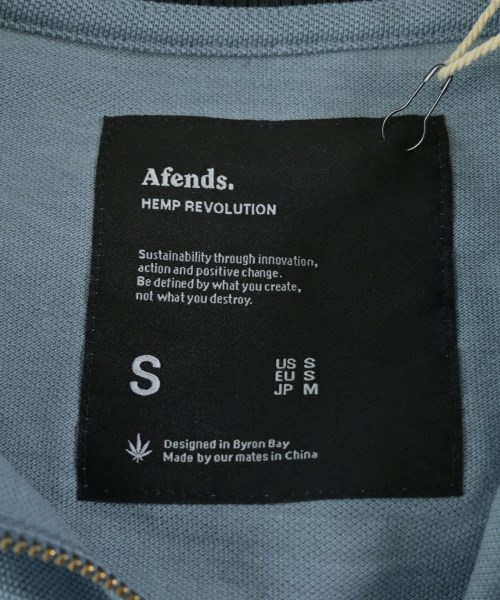 Afends.
HEMP REVOLUTION
Sustainability through innovation,
action and positive change.
Be defined by what you create,
not what you destroy.
S
US S
EU S
JP M
Designed in Byron Bay
Made by our mates in China